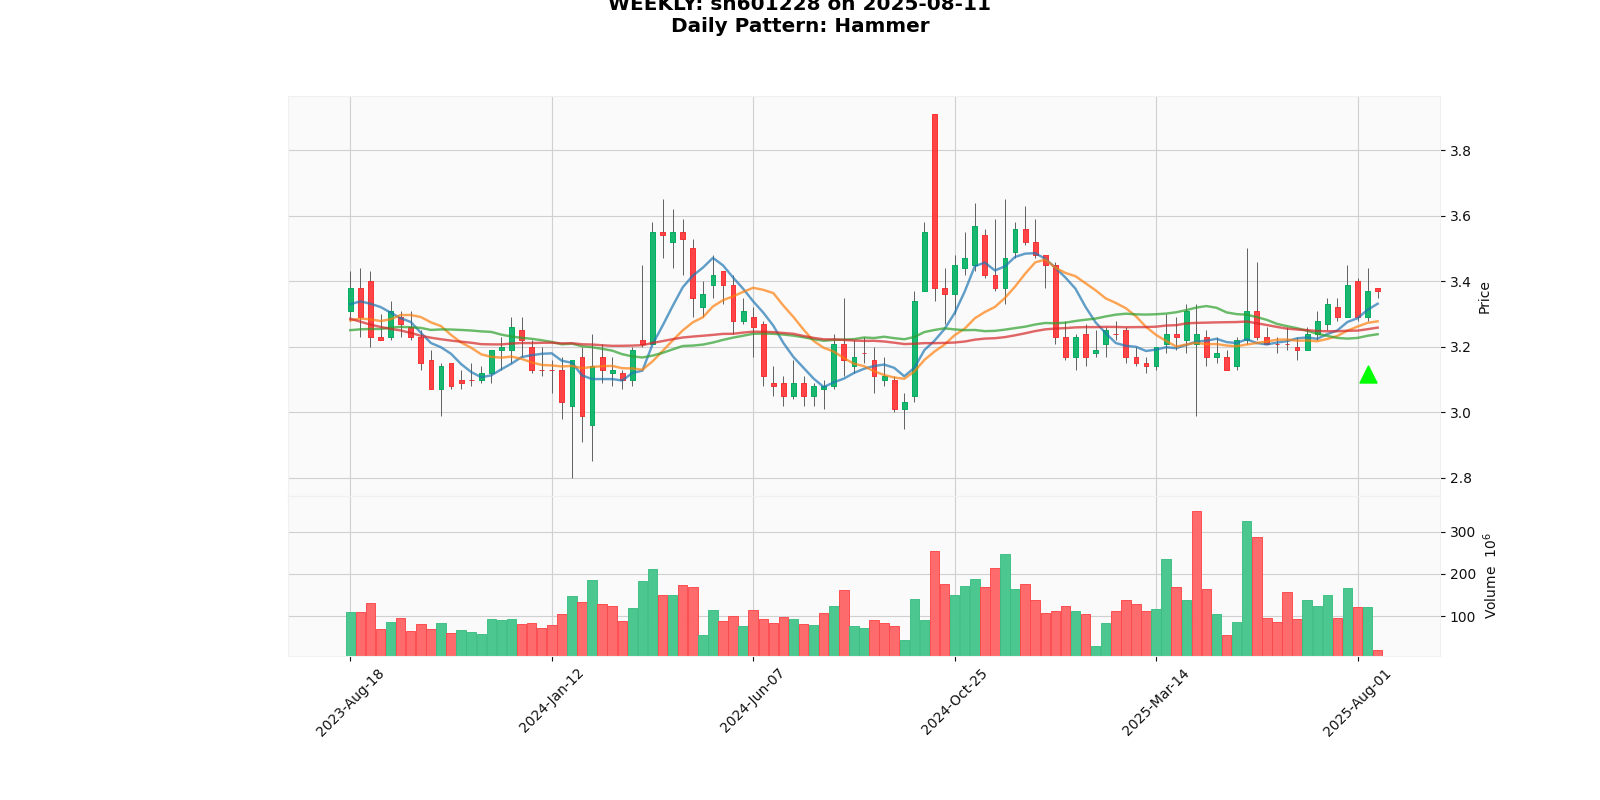 WEEKLY: sh601228 on 2025-08-11
Daily Pattern: Hammer
3.8
3.6
3.4
3.2
3.0
2.8
Price
300
200
100
Volume 10⁶
2023-Aug-18
2024-Jan-12
2024-Jun-07
2024-Oct-25
2025-Mar-14
2025-Aug-01